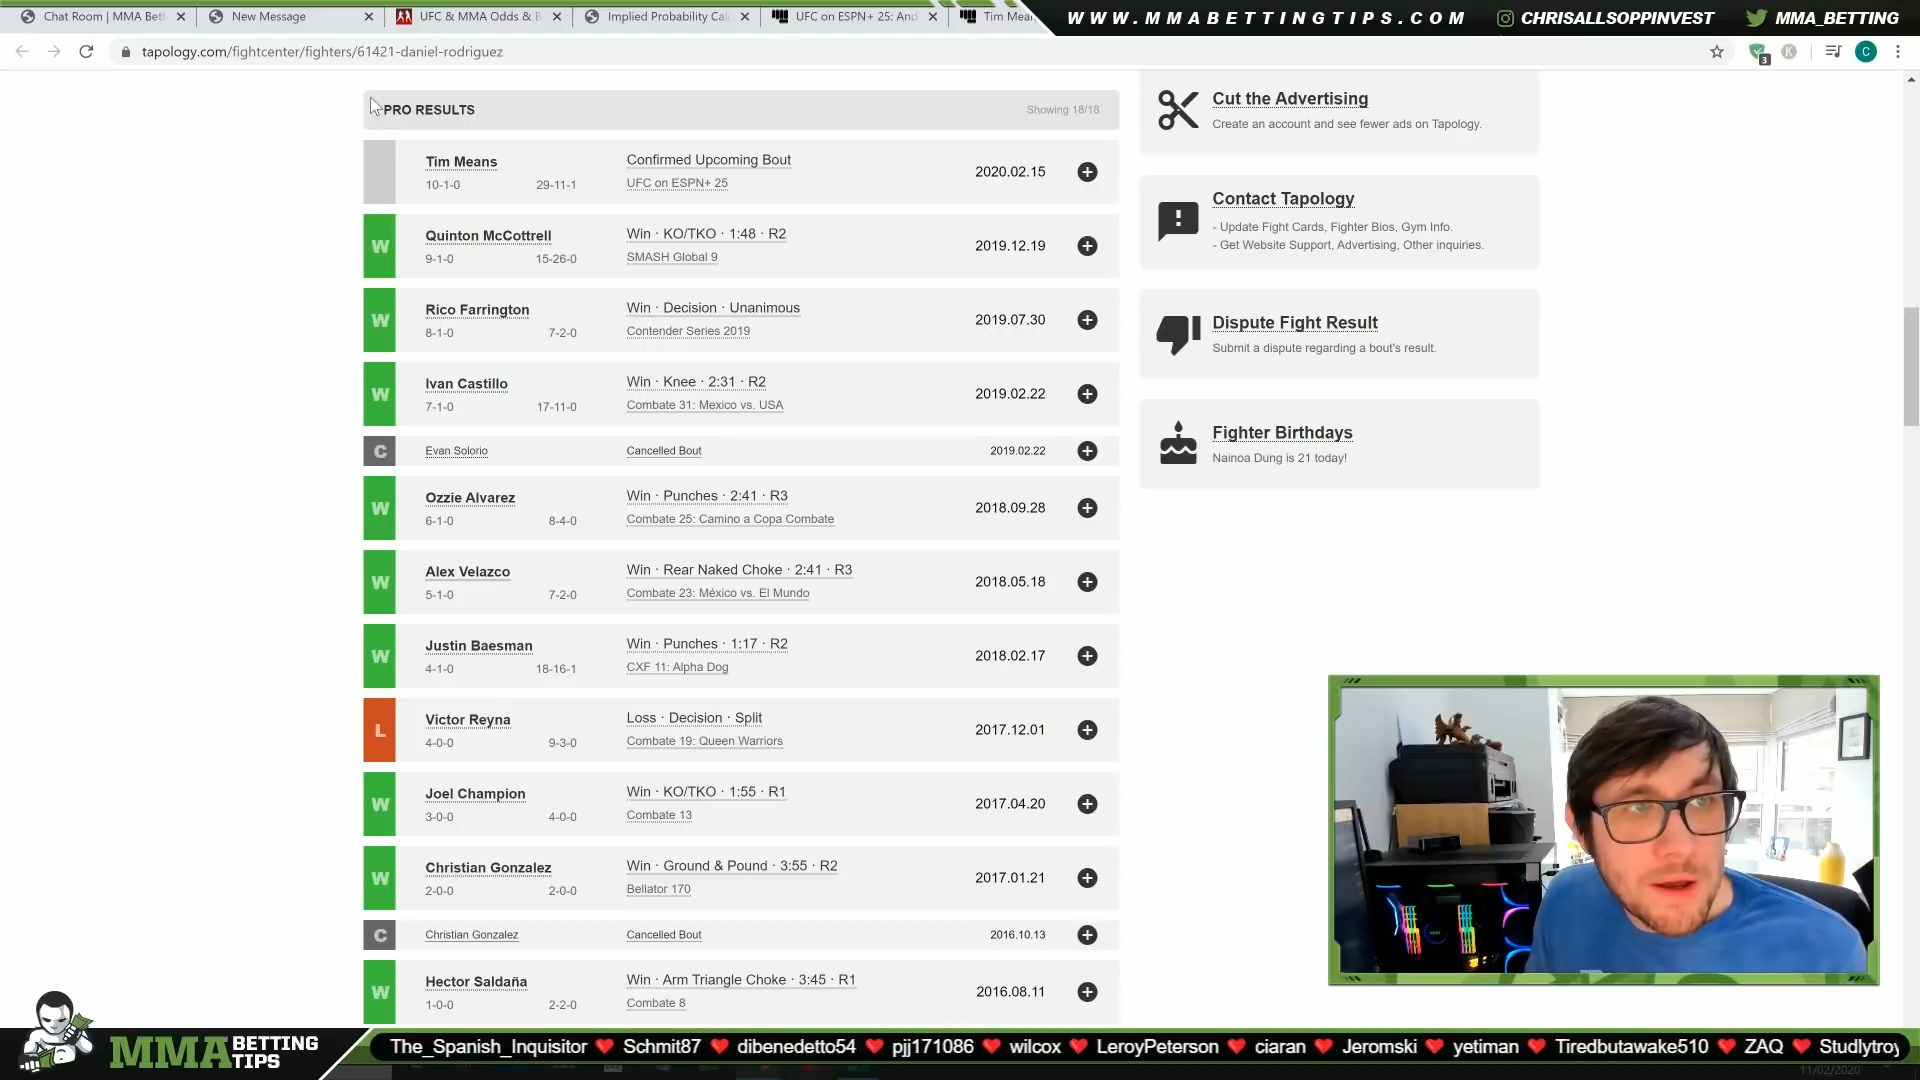 Chat Room | MMA Bett
New Message
UFC & MMA Odds & B
Implied Probability Cal
UFC on ESPN+ 25: And
Tim Mean
WWW.MMABETTINGTIPS.COM
CHRISALLSOPPINVEST
MMA_BETTING
tapology.com/fightcenter/fighters/61421-daniel-rodriguez
3
K
C
PRO RESULTS
Showing 18/18
Tim Means
Confirmed Upcoming Bout
2020.02.15
10-1-0
29-11-1
UFC on ESPN+ 25
W
Quinton McCottrell
Win · KO/TKO · 1:48 · R2
2019.12.19
9-1-0
15-26-0
SMASH Global 9
W
Rico Farrington
Win · Decision · Unanimous
2019.07.30
8-1-0
7-2-0
Contender Series 2019
W
Ivan Castillo
Win · Knee · 2:31 · R2
2019.02.22
7-1-0
17-11-0
Combate 31: Mexico vs. USA
C
Evan Solorio
Cancelled Bout
2019.02.22
W
Ozzie Alvarez
Win · Punches · 2:41 · R3
2018.09.28
6-1-0
8-4-0
Combate 25: Camino a Copa Combate
W
Alex Velazco
Win · Rear Naked Choke · 2:41 · R3
2018.05.18
5-1-0
7-2-0
Combate 23: México vs. El Mundo
W
Justin Baesman
Win · Punches · 1:17 · R2
2018.02.17
4-1-0
18-16-1
CXF 11: Alpha Dog
L
Victor Reyna
Loss · Decision · Split
2017.12.01
4-0-0
9-3-0
Combate 19: Queen Warriors
W
Joel Champion
Win · KO/TKO · 1:55 · R1
2017.04.20
3-0-0
4-0-0
Combate 13
W
Christian Gonzalez
Win · Ground & Pound · 3:55 · R2
2017.01.21
2-0-0
2-0-0
Bellator 170
C
Christian Gonzalez
Cancelled Bout
2016.10.13
W
Hector Saldaña
Win · Arm Triangle Choke · 3:45 · R1
2016.08.11
1-0-0
2-2-0
Combate 8
Cut the Advertising
Create an account and see fewer ads on Tapology.
Contact Tapology
- Update Fight Cards, Fighter Bios, Gym Info.
- Get Website Support, Advertising, Other inquiries.
Dispute Fight Result
Submit a dispute regarding a bout's result.
Fighter Birthdays
Nainoa Dung is 21 today!
MMA BETTING TIPS
The_Spanish_Inquisitor ❤ Schmit87 ❤ dibenedetto54 ❤ pjj171086 ❤ wilcox ❤ LeroyPeterson ❤ ciaran ❤ Jeromski ❤ yetiman ❤ Tiredbutawake510 ❤ ZAQ ❤ Studlytroy
11/02/2020